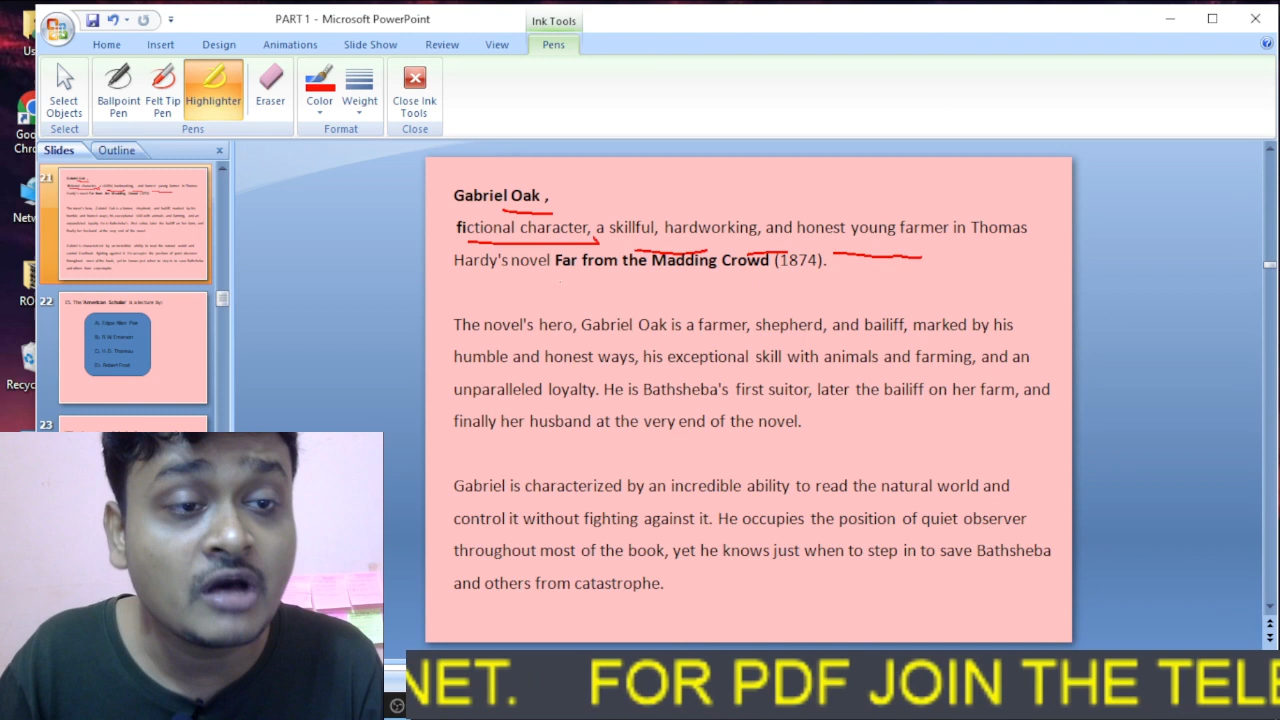 PART 1 - Microsoft PowerPoint
Ink Tools
Home Insert Design Animations Slide Show Review View Pens
Select Objects
Ballpoint Pen
Felt Tip Pen
Highlighter
Eraser
Color
Weight
Close Ink Tools
Select Pens Format Close
Slides Outline
21
22
15. The 'American Scholar' is a lecture by:
23
Gabriel Oak ,
fictional character, a skillful, hardworking, and honest young farmer in Thomas
Hardy's novel Far from the Madding Crowd (1874).
The novel's hero, Gabriel Oak is a farmer, shepherd, and bailiff, marked by his
humble and honest ways, his exceptional skill with animals and farming, and an
unparalleled loyalty. He is Bathsheba's first suitor, later the bailiff on her farm, and
finally her husband at the very end of the novel.
Gabriel is characterized by an incredible ability to read the natural world and
control it without fighting against it. He occupies the position of quiet observer
throughout most of the book, yet he knows just when to step in to save Bathsheba
and others from catastrophe.
NET. FOR PDF JOIN THE TELE